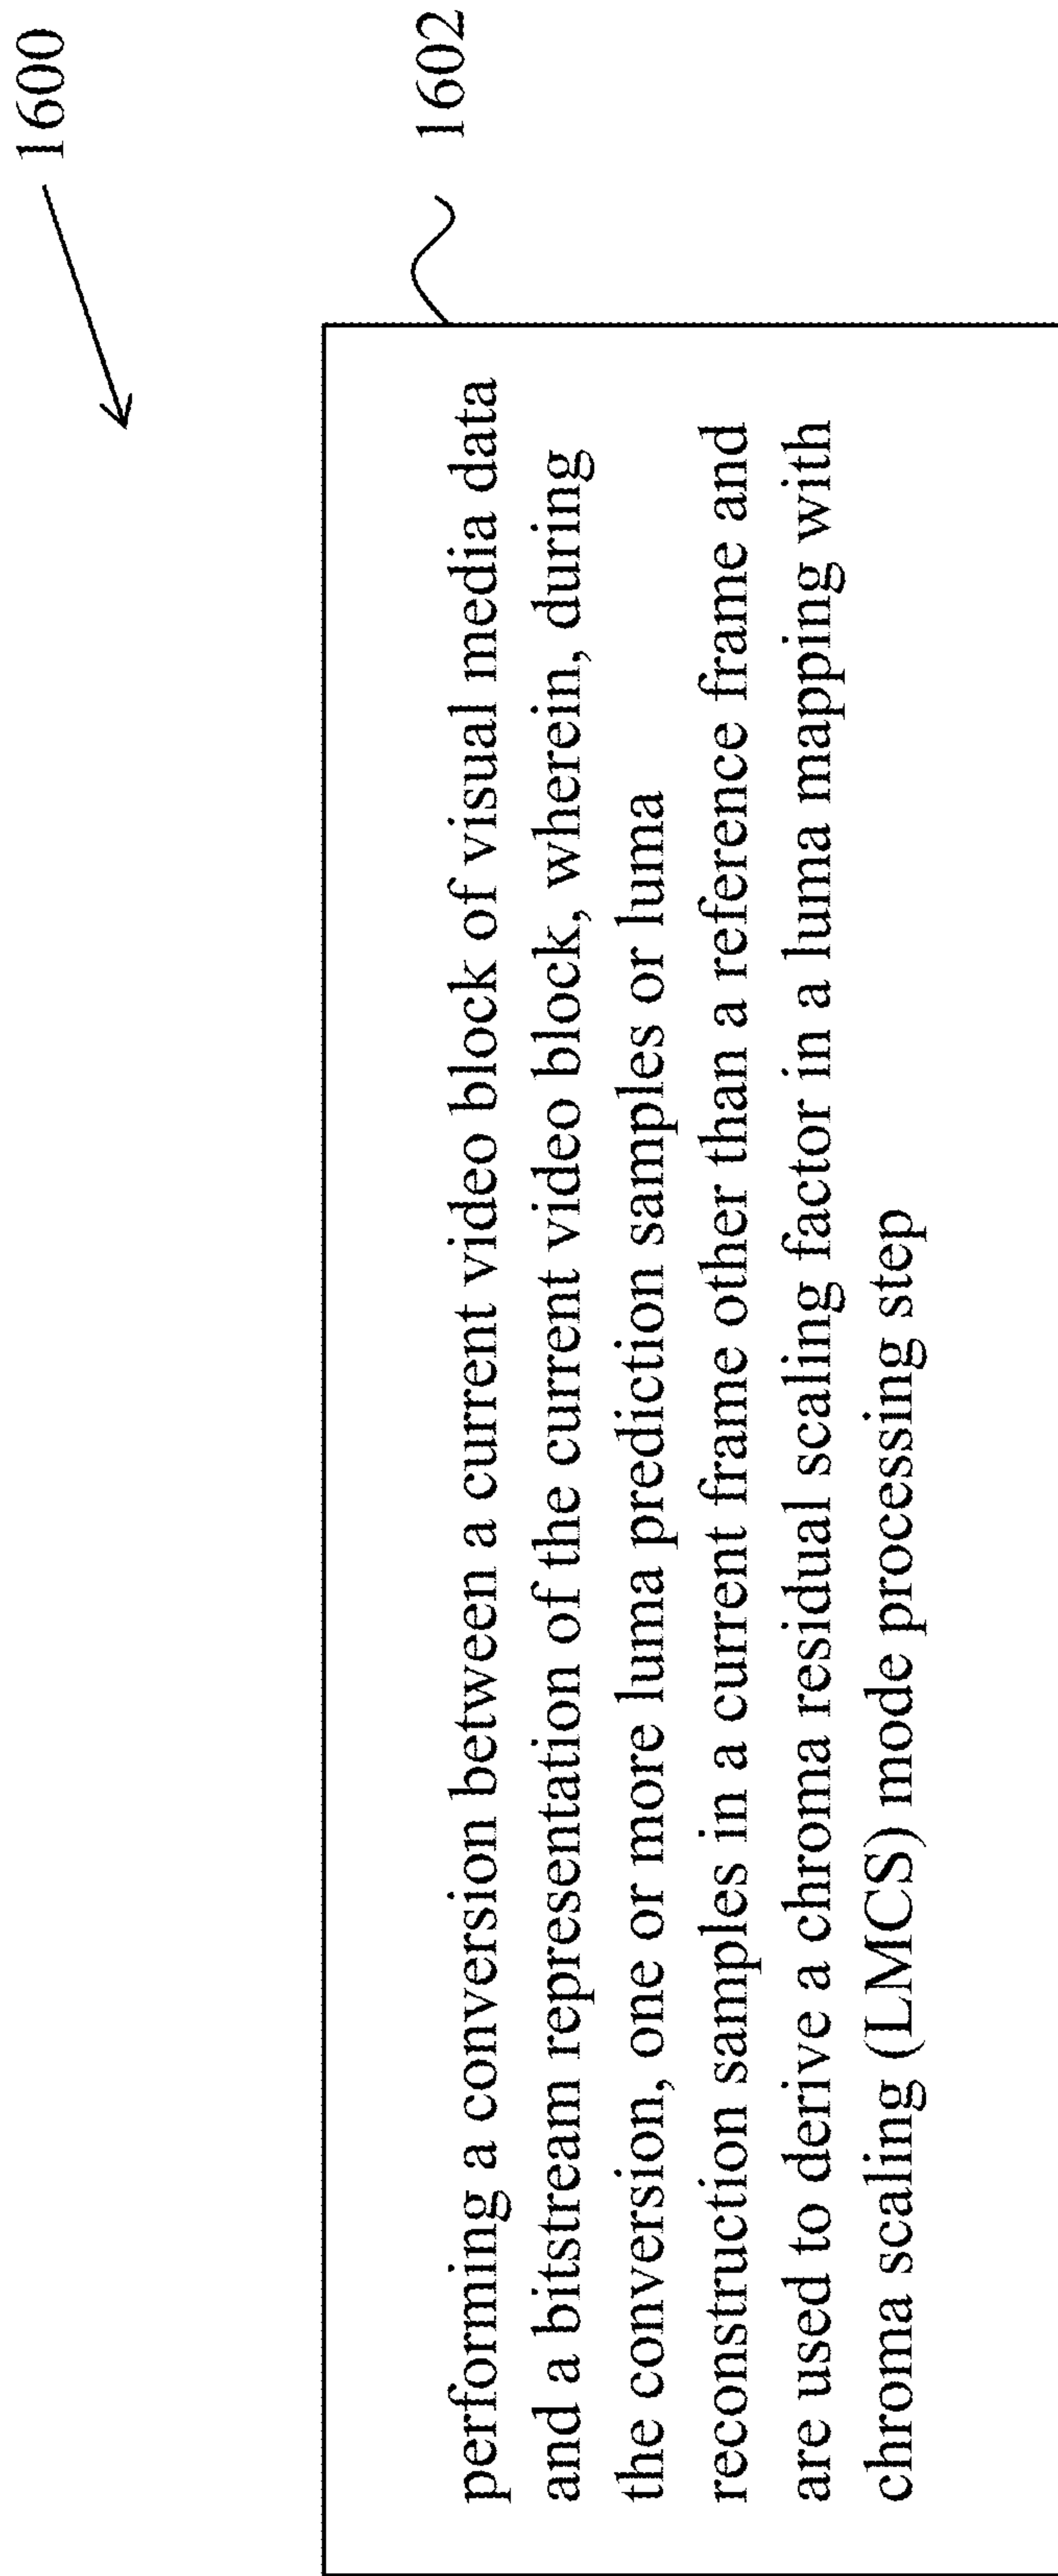 1600
1602
performing a conversion between a current video block of visual media data
and a bitstream representation of the current video block, wherein, during
the conversion, one or more luma prediction samples or luma
reconstruction samples in a current frame other than a reference frame and
are used to derive a chroma residual scaling factor in a luma mapping with
chroma scaling (LMCS) mode processing step